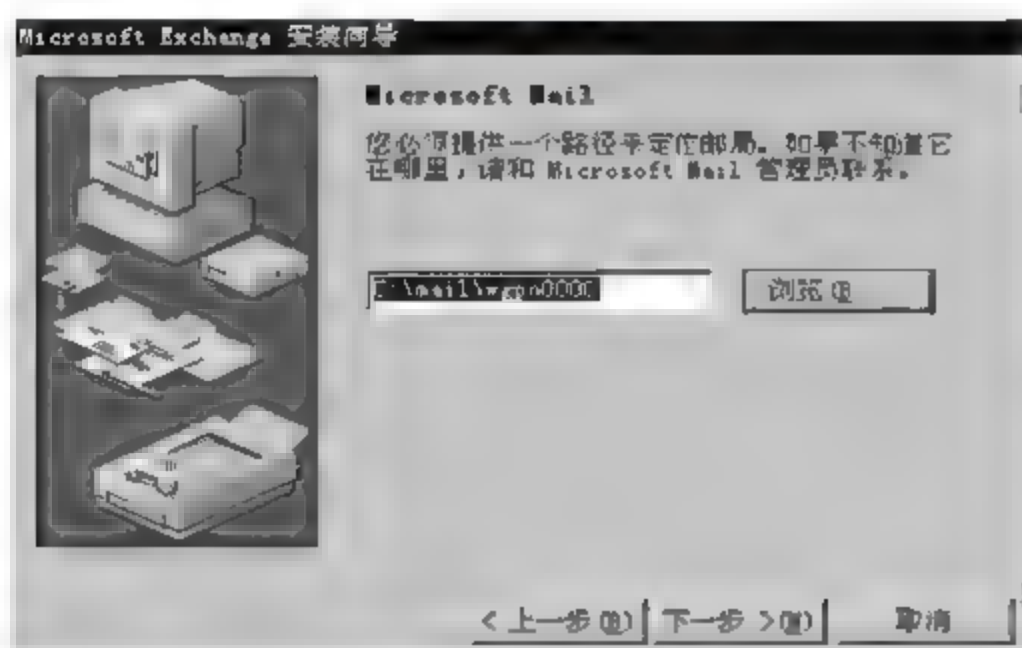 Microsoft Exchange 安装向导
Microsoft Mail
您必须提供一个路径来定位邮局。如果不知道它
在哪里，请和 Microsoft Mail 管理员联系。
\mail\wgpo0000
浏览(R)
< 上一步(B)
下一步 >(N)
取消